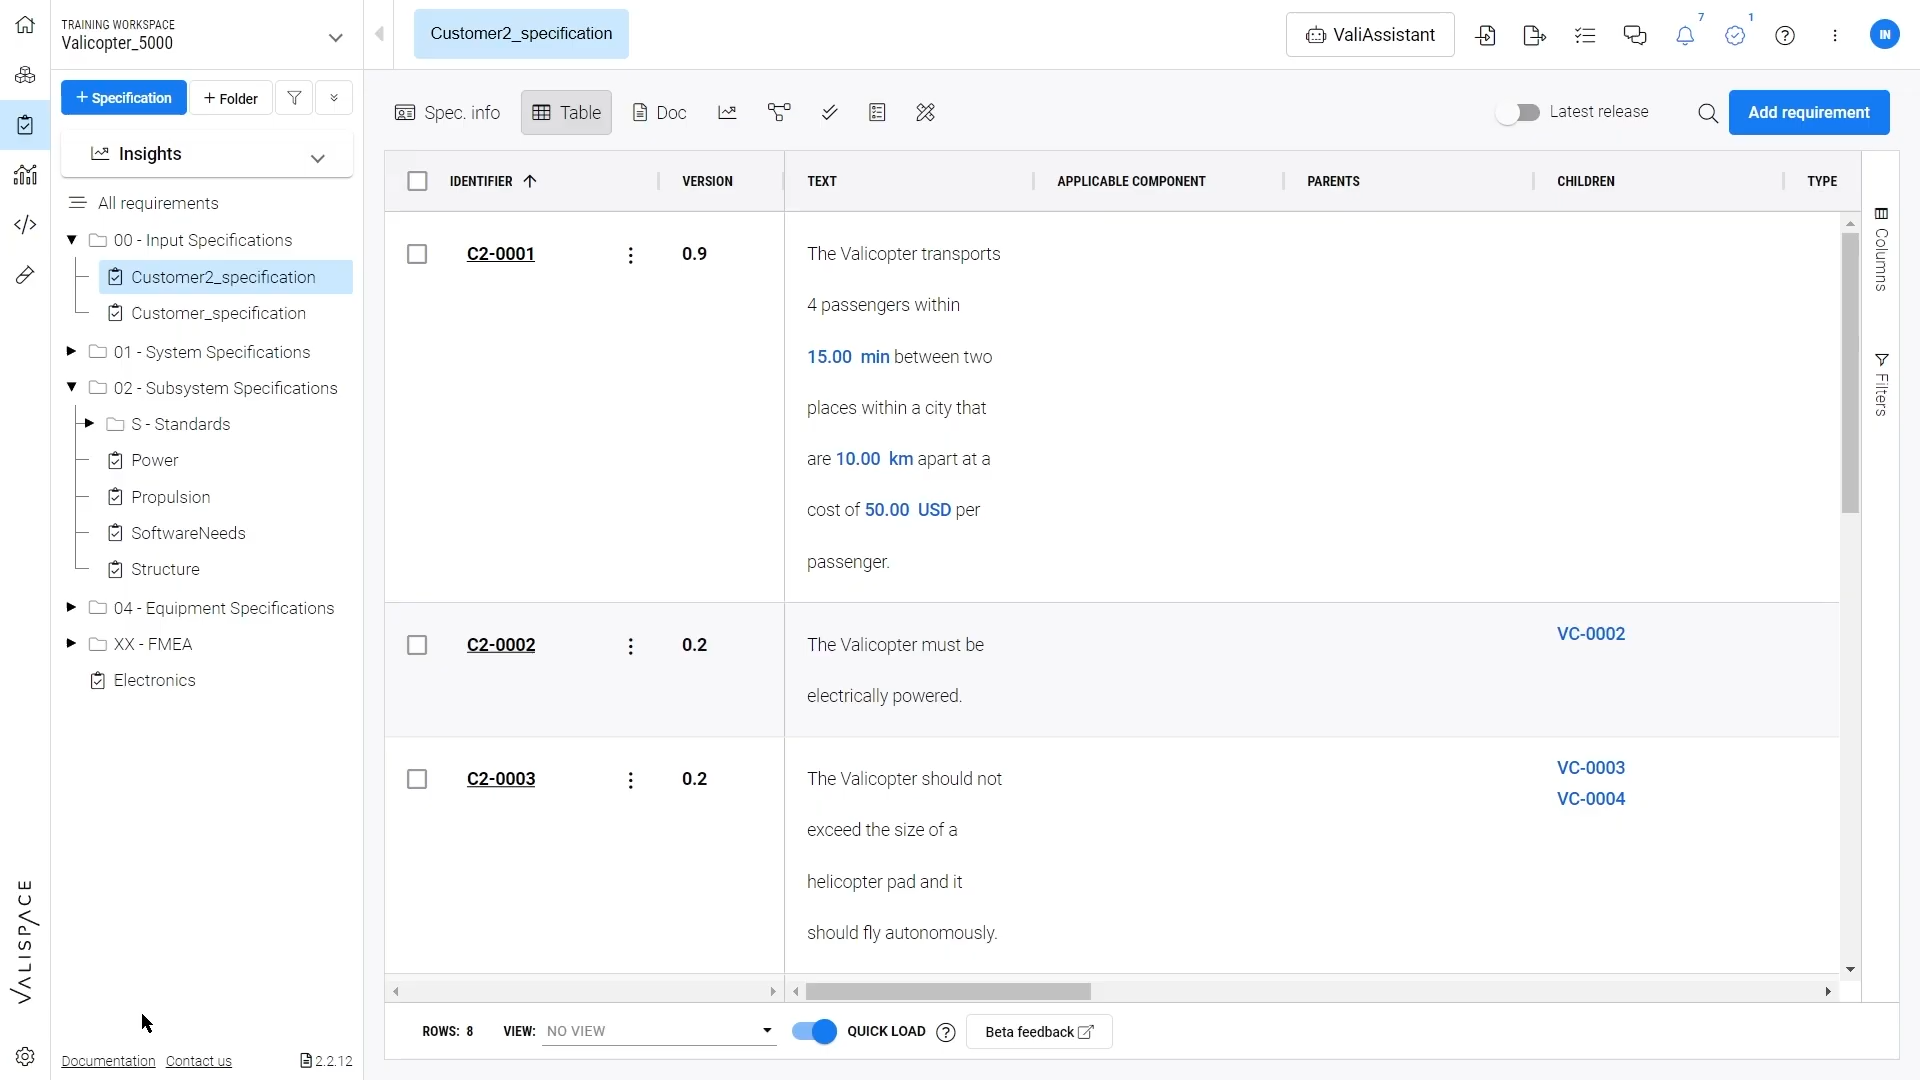 TRAINING WORKSPACE
Valicopter_5000
Customer2_specification
ValiAssistant
7
1
IN
+ Specification
+ Folder
Insights
All requirements
00 - Input Specifications
Customer2_specification
Customer_specification
01 - System Specifications
02 - Subsystem Specifications
S - Standards
Power
Propulsion
SoftwareNeeds
Structure
04 - Equipment Specifications
XX - FMEA
Electronics
VALISPACE
Documentation
Contact us
2.2.12
Spec. info
Table
Doc
Latest release
Add requirement
IDENTIFIER
VERSION
TEXT
APPLICABLE COMPONENT
PARENTS
CHILDREN
TYPE
C2-0001
0.9
The Valicopter transports
4 passengers within
15.00 min between two
places within a city that
are 10.00 km apart at a
cost of 50.00 USD per
passenger.
C2-0002
0.2
The Valicopter must be
electrically powered.
VC-0002
C2-0003
0.2
The Valicopter should not
exceed the size of a
helicopter pad and it
should fly autonomously.
VC-0003
VC-0004
Columns
Filters
ROWS: 8
VIEW: NO VIEW
QUICK LOAD
Beta feedback